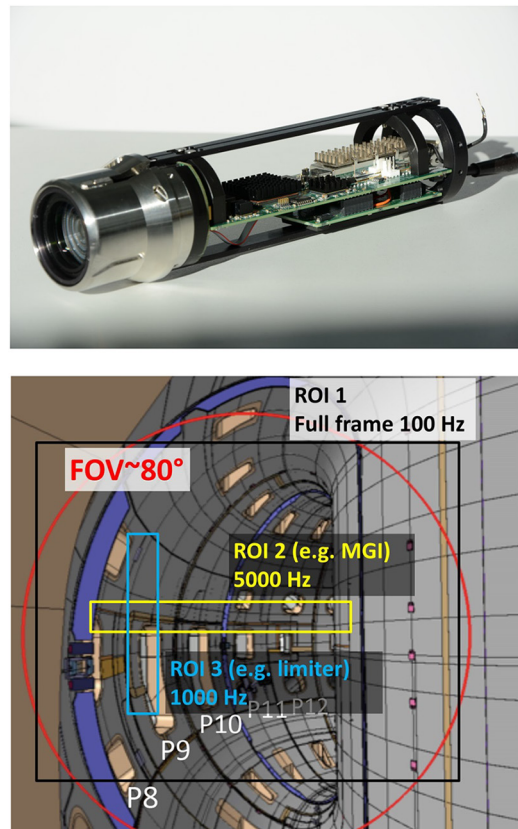 ROI 1
Full frame 100 Hz
FOV~80°
ROI 2 (e.g. MGI)
5000 Hz
ROI 3 (e.g. limiter)
1000 Hz
P12
P11
P10
P9
P8